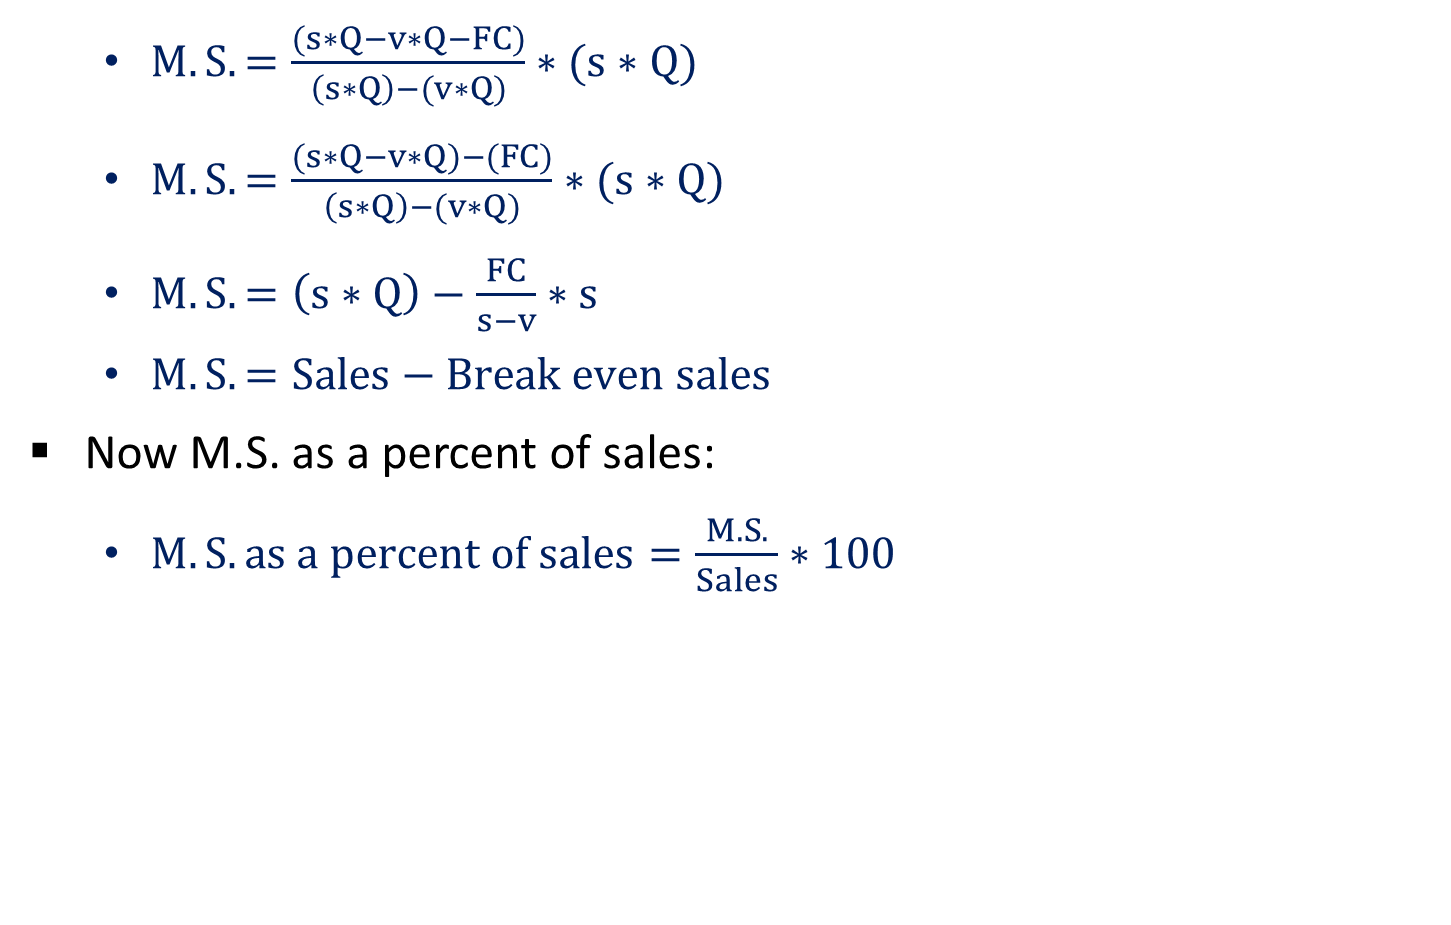 • M. S. = (s∗Q−v∗Q−FC) / (s∗Q)−(v∗Q) ∗ (s ∗ Q)
• M. S. = (s∗Q−v∗Q)−(FC) / (s∗Q)−(v∗Q) ∗ (s ∗ Q)
• M. S. = (s ∗ Q) − FC / s−v ∗ s
• M. S. = Sales − Break even sales
▪ Now M.S. as a percent of sales:
• M. S. as a percent of sales = M.S. / Sales ∗ 100